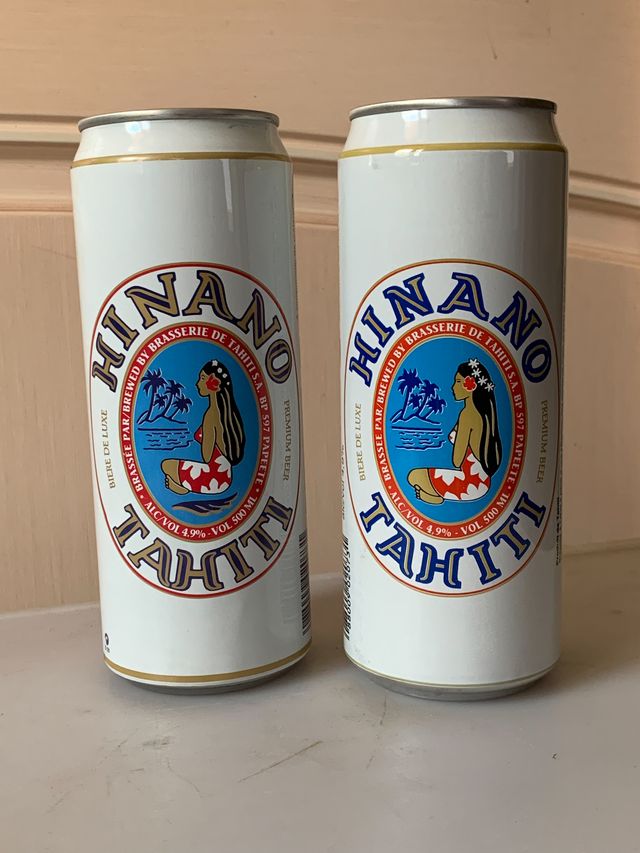 HINANO
BRASSÉE PAR/BREWED BY BRASSERIE DE TAHITI S.A. BP 597 PAPEETE
BIERE DE LUXE
PREMIUM BEER
• ALC/VOL 4.9% - VOL 500 ML •
TAHITI
HINANO
BRASSÉE PAR/BREWED BY BRASSERIE DE TAHITI S.A. BP 597 PAPEETE
BIERE DE LUXE
PREMIUM BEER
• ALC/VOL 4.9% - VOL 500 ML •
TAHITI